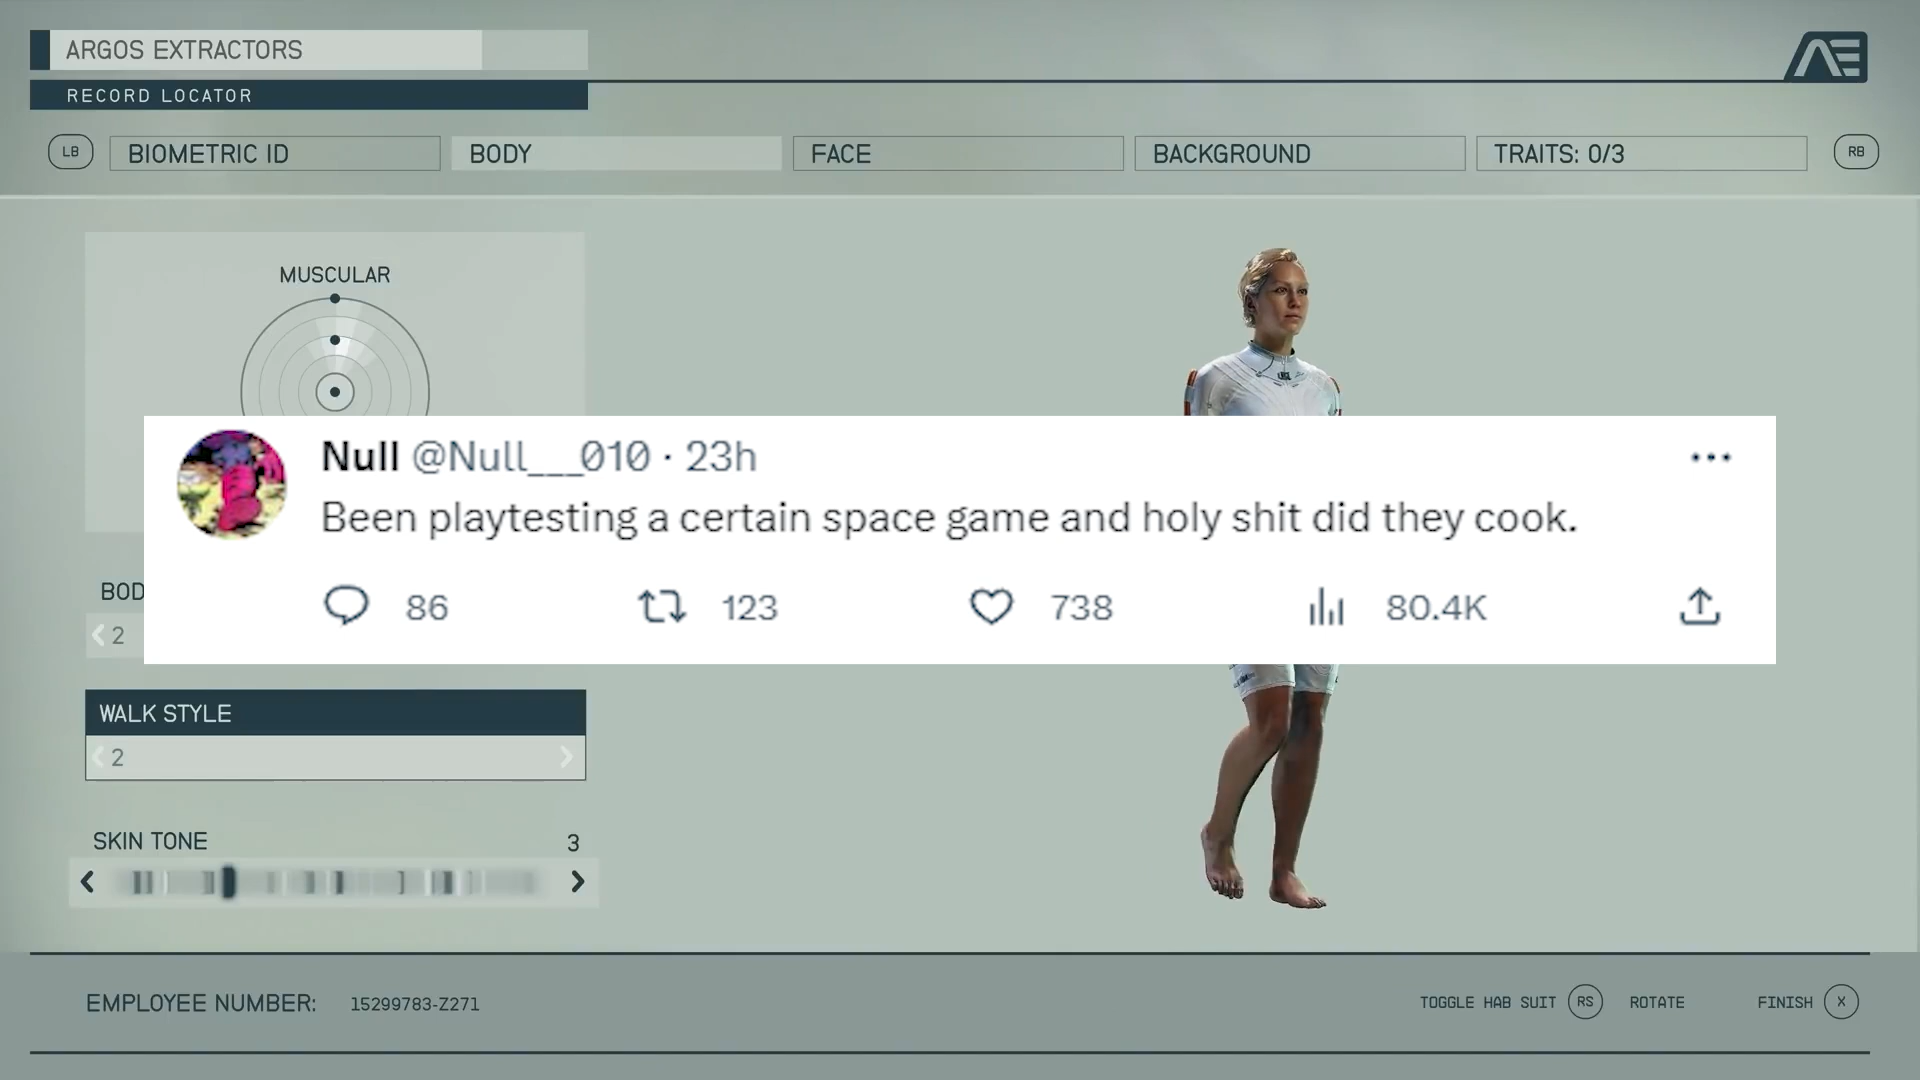 ARGOS EXTRACTORS
RECORD LOCATOR
LB BIOMETRIC ID BODY FACE BACKGROUND TRAITS: 0/3 RB
MUSCULAR
Null @Null___010 · 23h
Been playtesting a certain space game and holy shit did they cook.
86 123 738 80.4K
BOD
2
WALK STYLE
2
SKIN TONE 3
EMPLOYEE NUMBER: 15299783-Z271
TOGGLE HAB SUIT RS ROTATE FINISH X